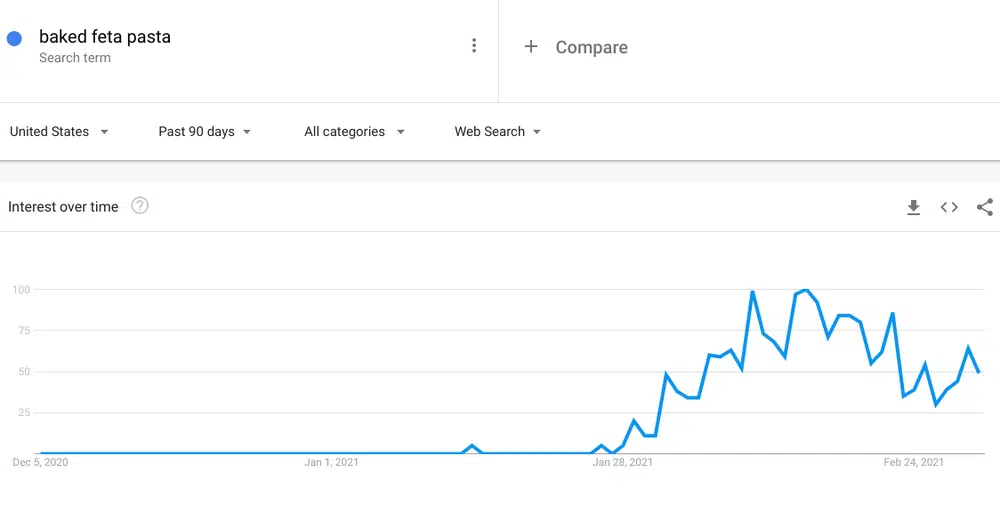 baked feta pasta
Search term
+ Compare
United States
Past 90 days
All categories
Web Search
Interest over time ?
100
75
50
25
Dec 5, 2020
Jan 1, 2021
Jan 28, 2021
Feb 24, 2021